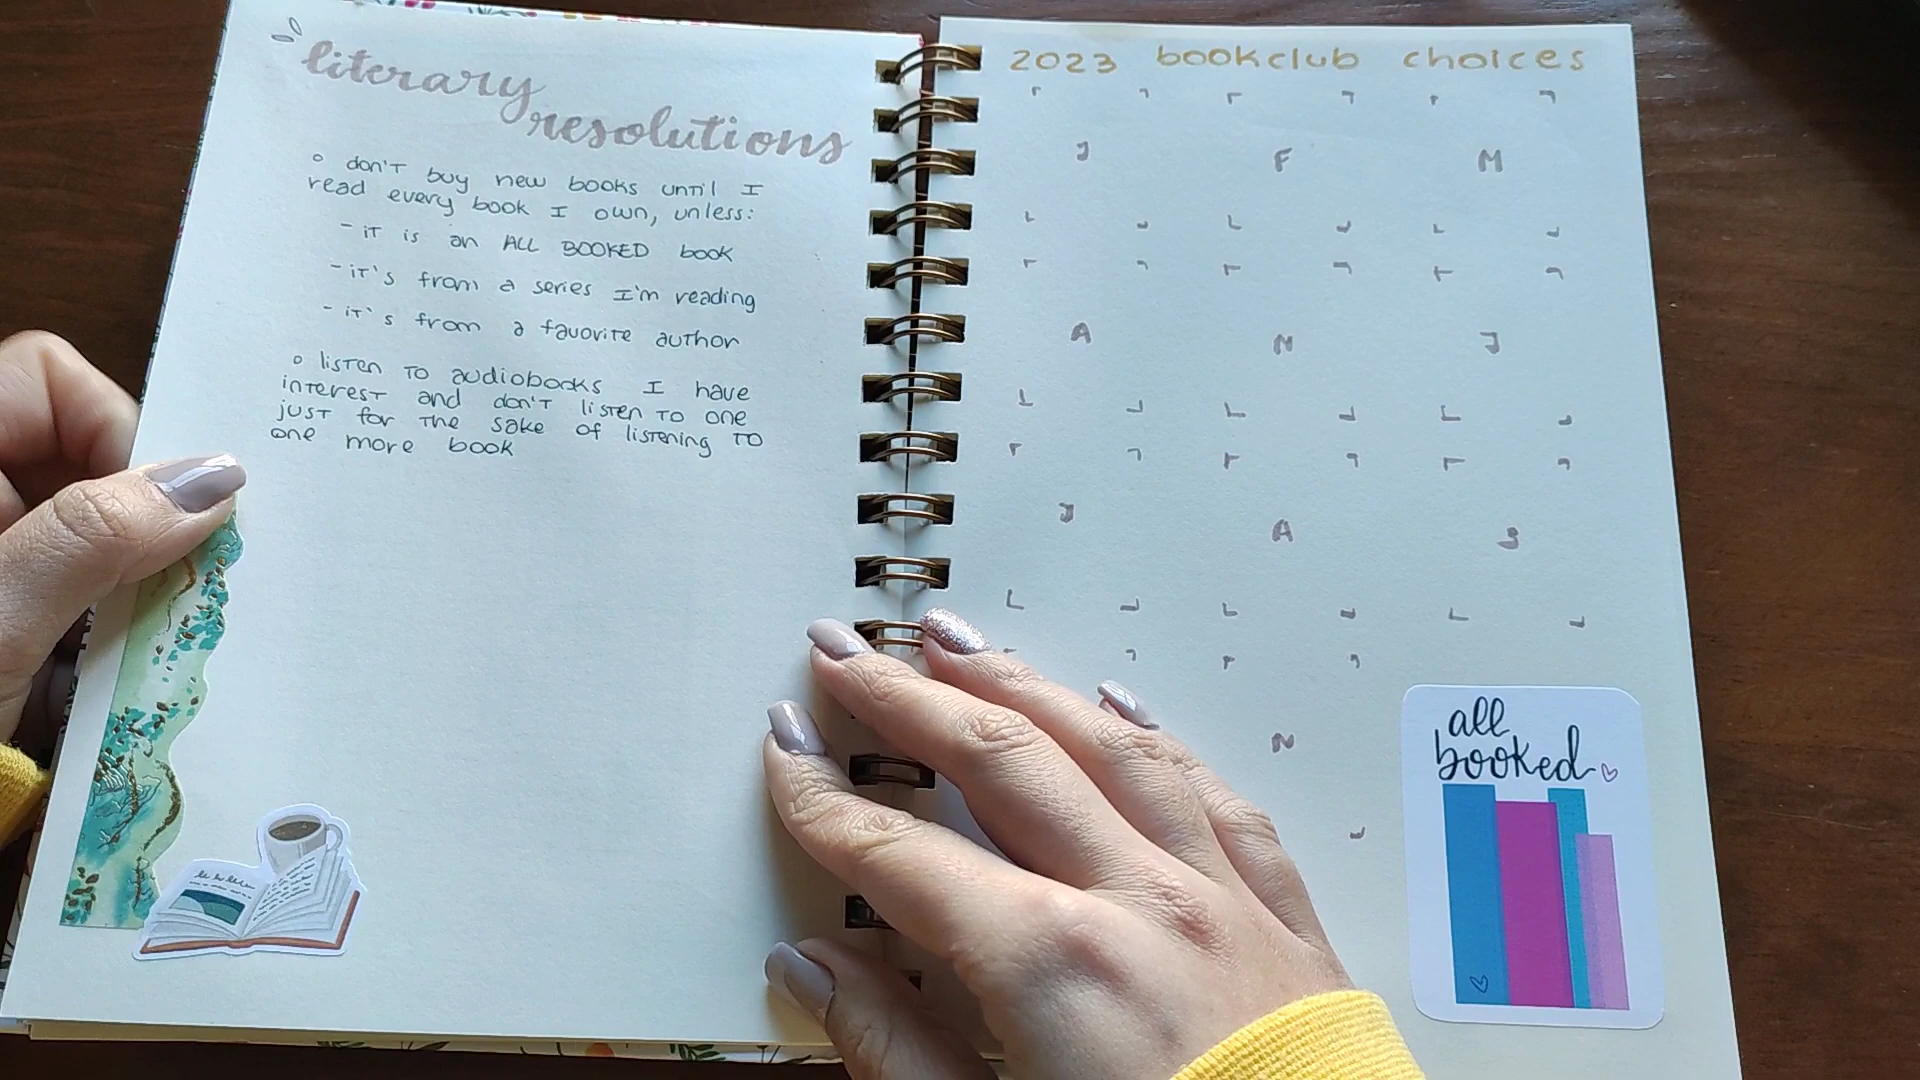 literary
resolutions
don't buy new books until I
read every book I own, unless:
- it is an ALL BOOKED book
- it's from a series I'm reading
- it's from a favorite author
listen to audiobooks I have
interest and don't listen to one
just for the sake of listening to
one more book
2023 bookclub choices
J F M
A M J
J A S
N
all
booked